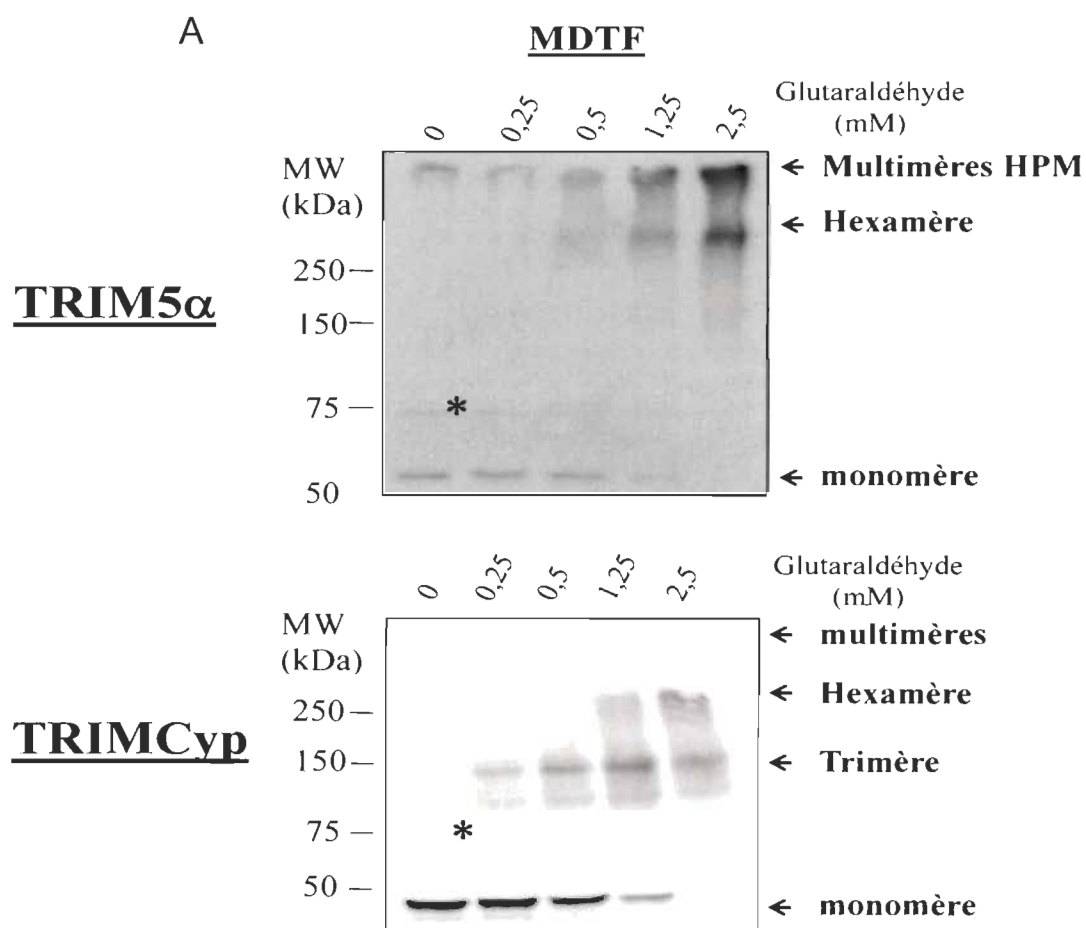 A
MDTF
0 0,25 0,5 1,25 2,5 Glutaraldéhyde
(mM)
MW
(kDa)
Multimères HPM
Hexamère
250
TRIM5α
150
75 *
monomère
50
0 0,25 0,5 1,25 2,5 Glutaraldéhyde
(mM)
MW
(kDa)
multimères
Hexamère
250
TRIMCyp
150
Trimère
75 *
50
monomère